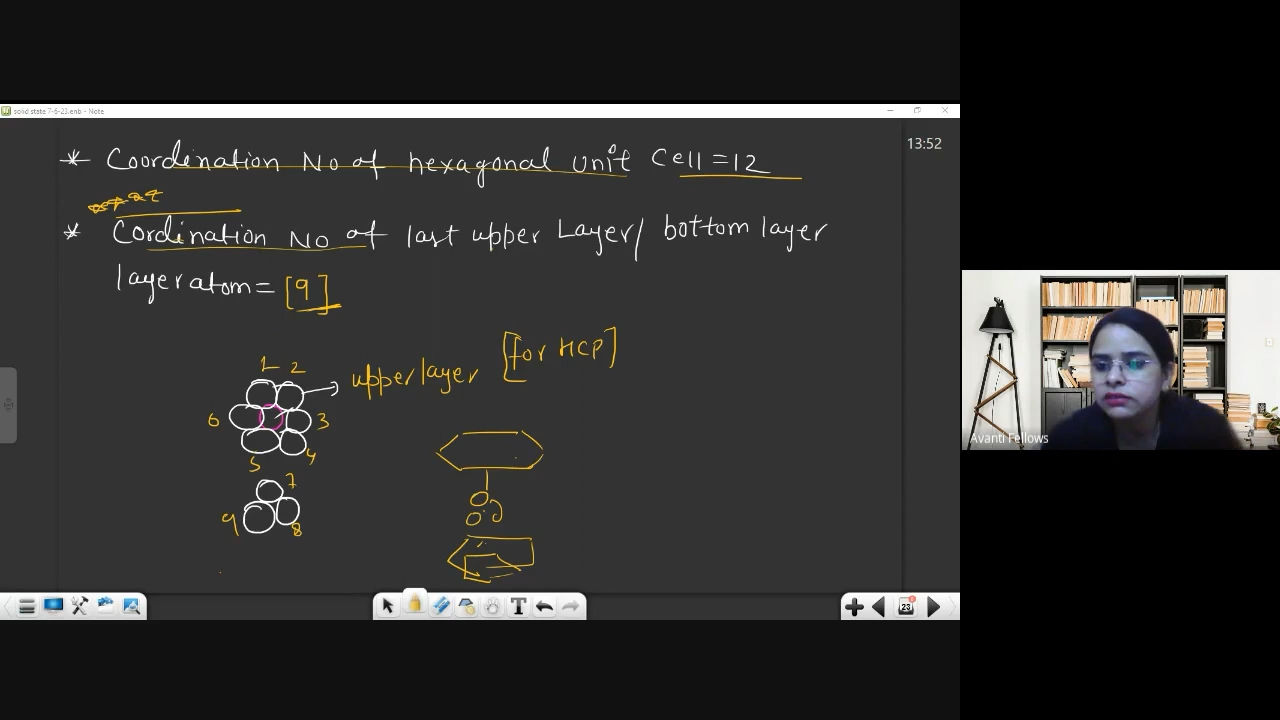 solid state 7-6-23.enb - Note
13:52
* Coordination No of hexagonal unit Cell = 12
* Cordination No of last upper Layer/ bottom layer
layer atom = [9]
[for HCP]
upper layer
1 2
6 3
5 4
7
9 8
Avanti Fellows
T
23